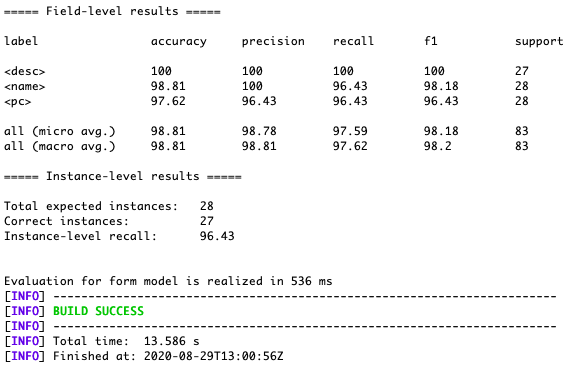 ===== Field-level results =====
label accuracy precision recall f1 support
<desc> 100 100 100 100 27
<name> 98.81 100 96.43 98.18 28
<pc> 97.62 96.43 96.43 96.43 28
all (micro avg.) 98.81 98.78 97.59 98.18 83
all (macro avg.) 98.81 98.81 97.62 98.2 83
===== Instance-level results =====
Total expected instances: 28
Correct instances: 27
Instance-level recall: 96.43
Evaluation for form model is realized in 536 ms
[INFO] ------------------------------------------------------------------------
[INFO] BUILD SUCCESS
[INFO] ------------------------------------------------------------------------
[INFO] Total time: 13.586 s
[INFO] Finished at: 2020-08-29T13:00:56Z